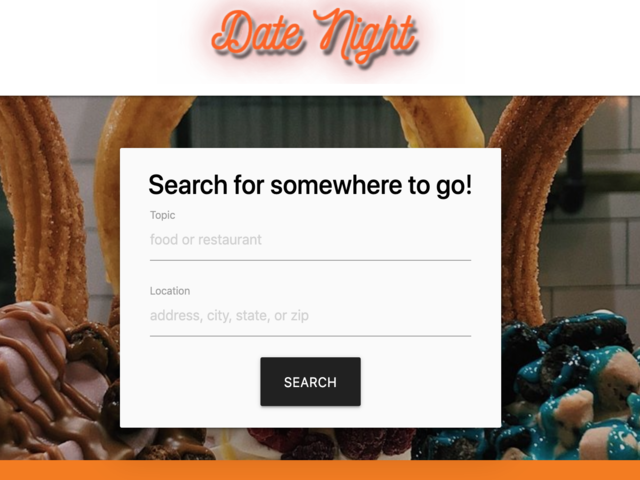 Date Night
Search for somewhere to go!
Topic
food or restaurant
Location
address, city, state, or zip
SEARCH